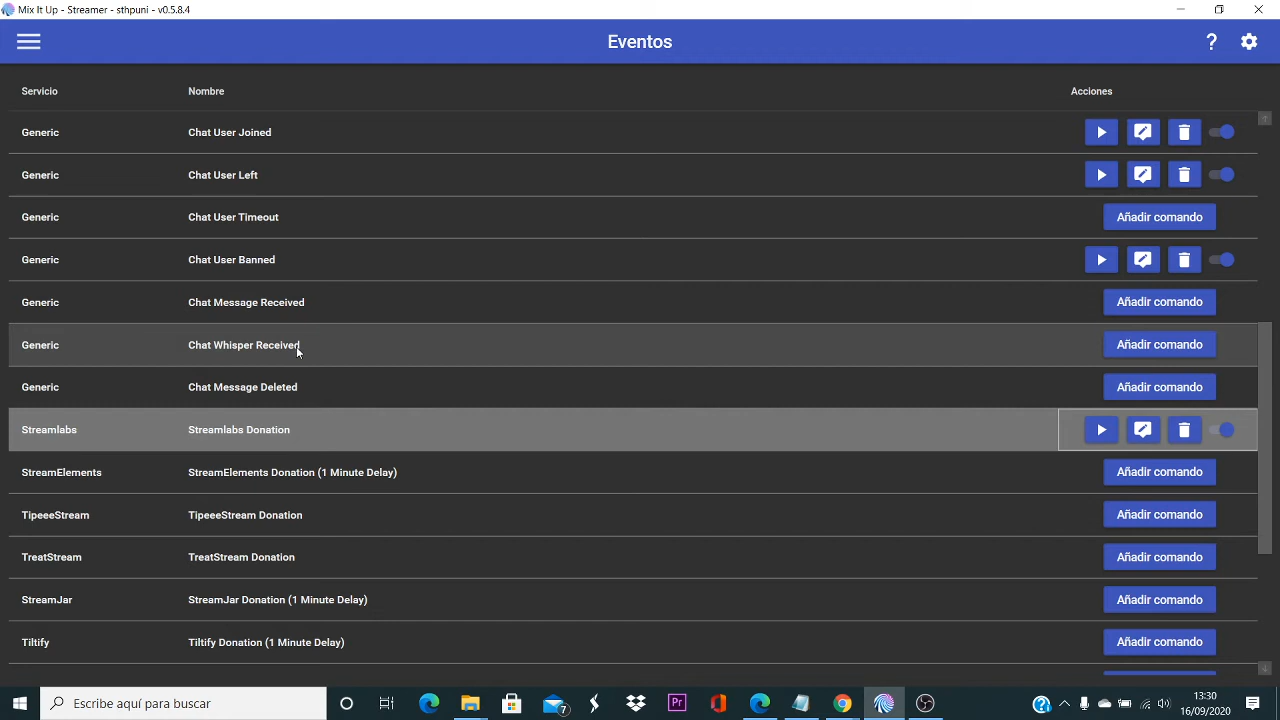 Mix It Up - Streamer - sthpuni - v0.5.8.4
Eventos
?
Servicio Nombre Acciones
Generic Chat User Joined
Generic Chat User Left
Generic Chat User Timeout Añadir comando
Generic Chat User Banned
Generic Chat Message Received Añadir comando
Generic Chat Whisper Received Añadir comando
Generic Chat Message Deleted Añadir comando
Streamlabs Streamlabs Donation
StreamElements StreamElements Donation (1 Minute Delay) Añadir comando
TipeeeStream TipeeeStream Donation Añadir comando
TreatStream TreatStream Donation Añadir comando
StreamJar StreamJar Donation (1 Minute Delay) Añadir comando
Tiltify Tiltify Donation (1 Minute Delay) Añadir comando
Escribe aquí para buscar
7
Pr
13:30
16/09/2020